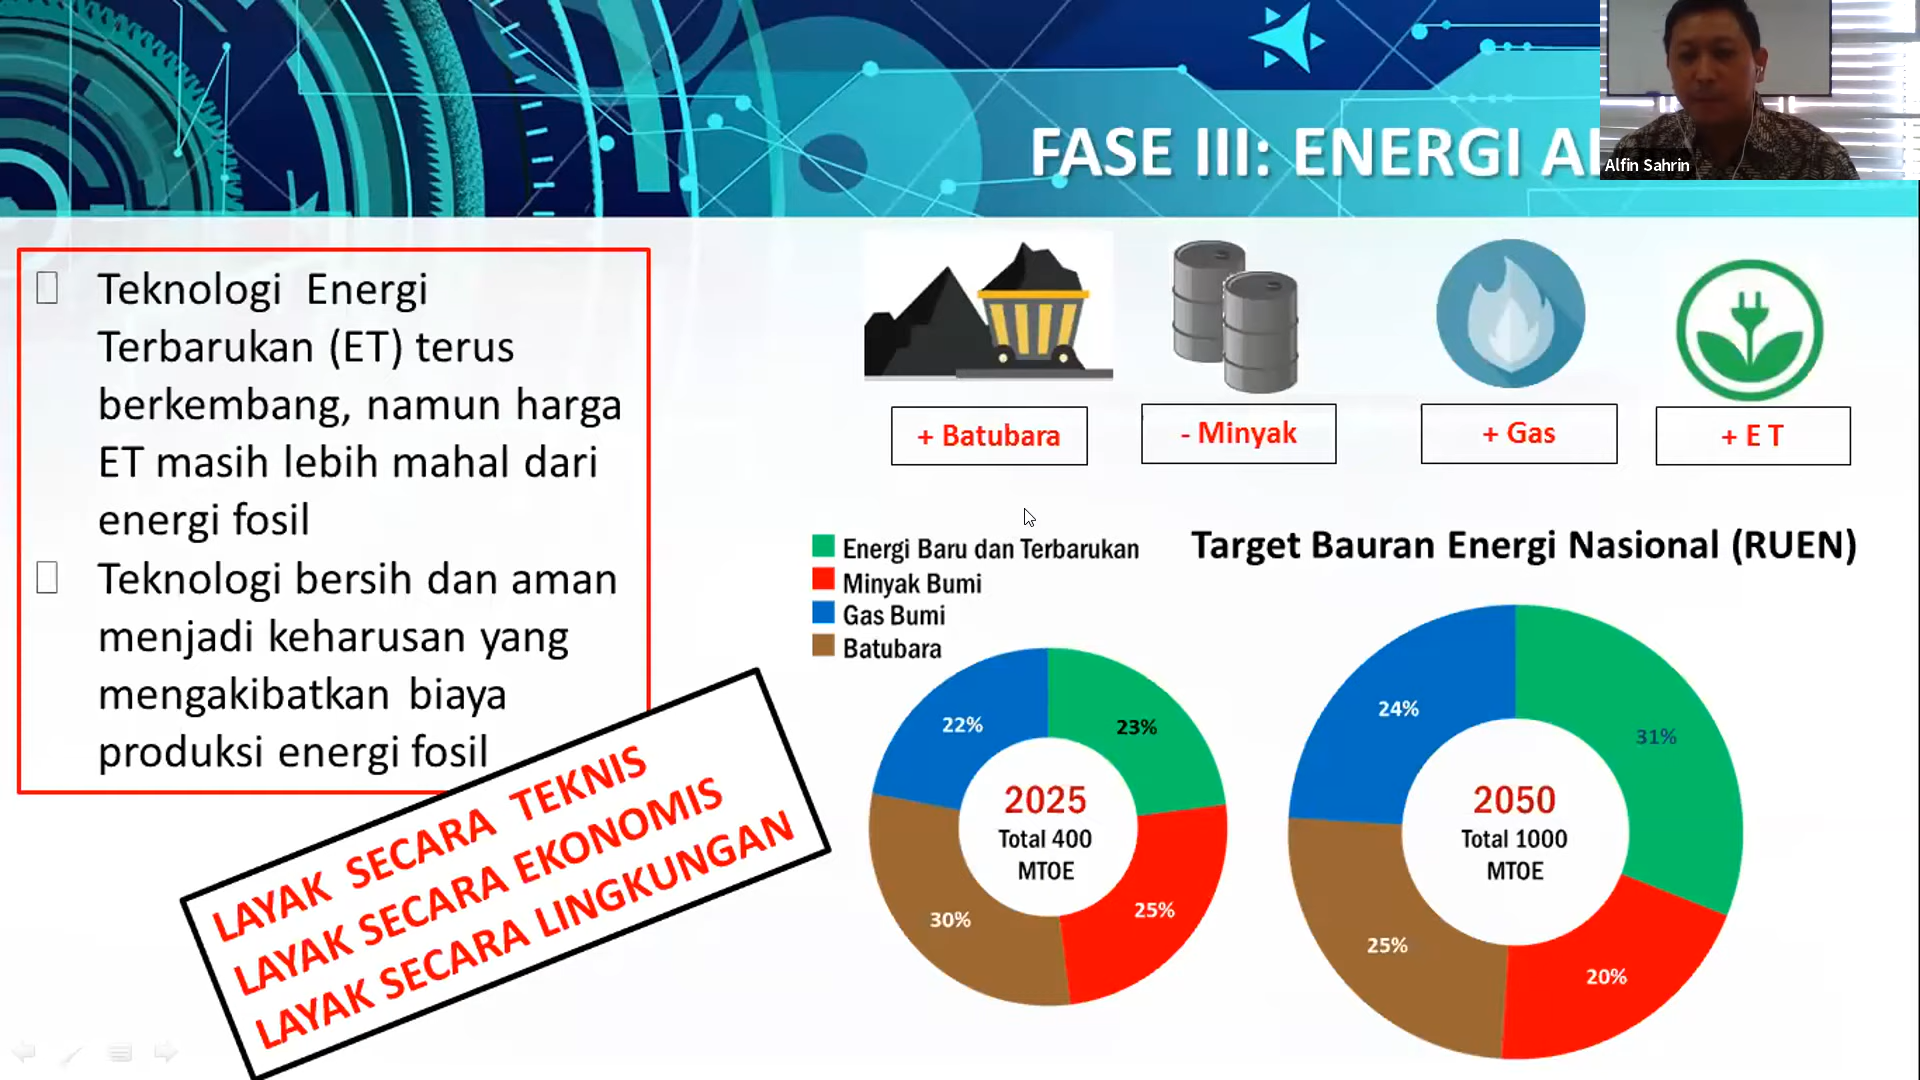 FASE III: ENERGI
Alfin Sahrin
Teknologi Energi
Terbarukan (ET) terus
berkembang, namun harga
ET masih lebih mahal dari
energi fosil
Teknologi bersih dan aman
menjadi keharusan yang
mengakibatkan biaya
produksi energi fosil
LAYAK SECARA TEKNIS
LAYAK SECARA EKONOMIS
LAYAK SECARA LINGKUNGAN
+ Batubara
- Minyak
+ Gas
+ E T
Energi Baru dan Terbarukan
Minyak Bumi
Gas Bumi
Batubara
Target Bauran Energi Nasional (RUEN)
22%
23%
2025
Total 400
MTOE
30%
25%
24%
31%
2050
Total 1000
MTOE
25%
20%